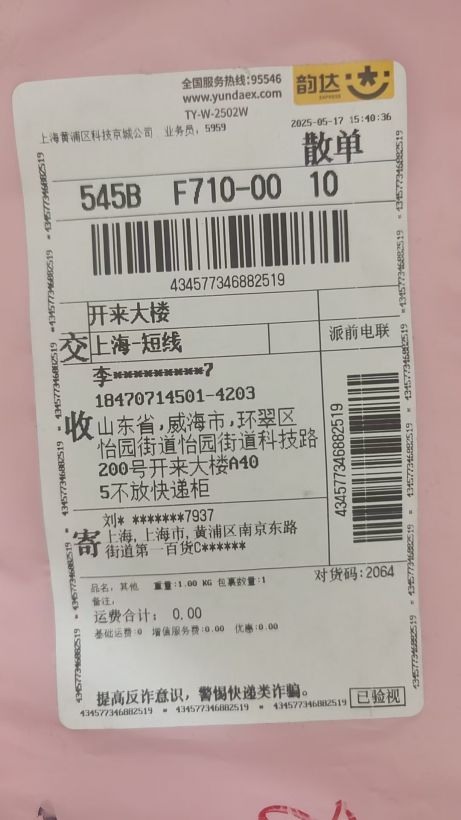 全国服务热线:95546
www.yundaex.com
韵达
EXPRESS
TY-W-2502W
上海黄浦区科技京城公司 业务员, 5959
2025-05-17 15:40:36
散单
545B F710-00 10
434577346882519
开来大楼
交
上海-短线
派前电联
李*********7
18470714501-4203
收
山东省,威海市,环翠区
怡园街道怡园街道科技路
200号开来大楼A40
5不放快递柜
434577346882519
寄
刘* *******7937
上海,上海市,黄浦区南京东路
街道第一百货C******
对货码:2064
品名:其他 重量:1.00 KG 包裹数量:1
备注:
运费合计: 0.00
基础运费:0 增值服务费:0.00 优惠:0.00
提高反诈意识,警惕快递类诈骗。
已验视
434577346882519 * 434577346882519 * 434577346882519 * 434577346882519